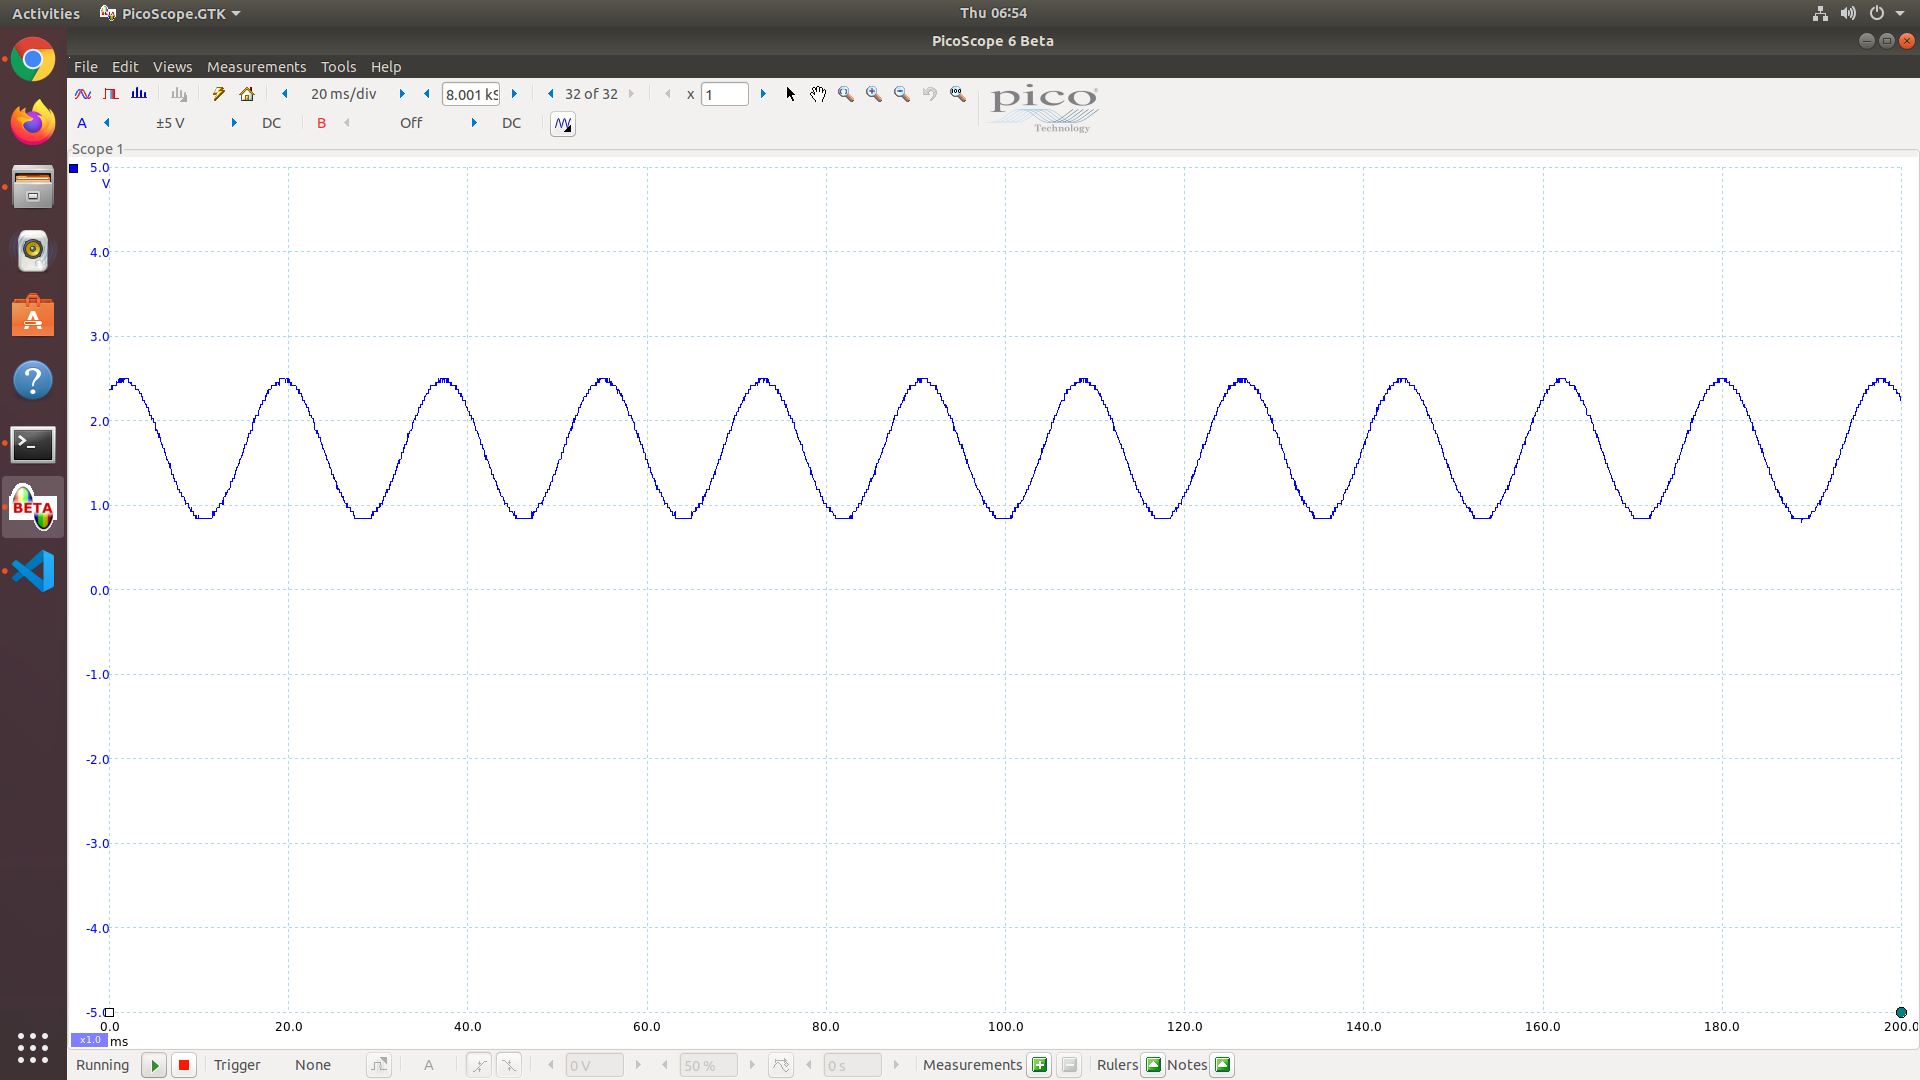 Activities PicoScope.GTK Thu 06:54
PicoScope 6 Beta
File Edit Views Measurements Tools Help
20 ms/div 8.001 kS 32 of 32 x 1
pico
Technology
A ±5 V DC B Off DC
Scope 1
5.0
V
4.0
3.0
2.0
1.0
0.0
-1.0
-2.0
-3.0
-4.0
-5.0
0.0 20.0 40.0 60.0 80.0 100.0 120.0 140.0 160.0 180.0 200.0
x1.0 ms
BETA
Running Trigger None A 0 V 50 % 0 s Measurements Rulers Notes